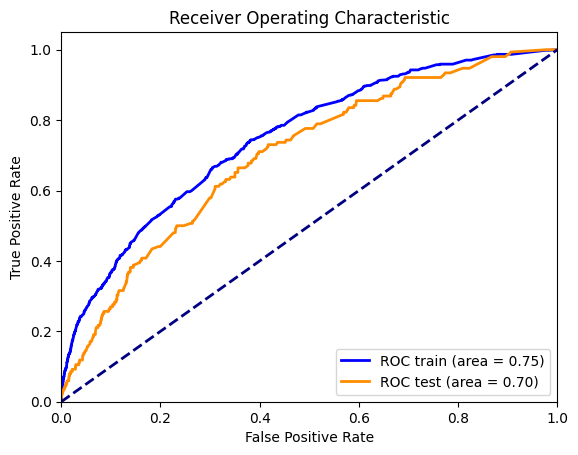 Receiver Operating Characteristic
True Positive Rate
1.0
0.8
0.6
0.4
0.2
0.0
ROC train (area = 0.75)
ROC test (area = 0.70)
0.0 0.2 0.4 0.6 0.8 1.0
False Positive Rate